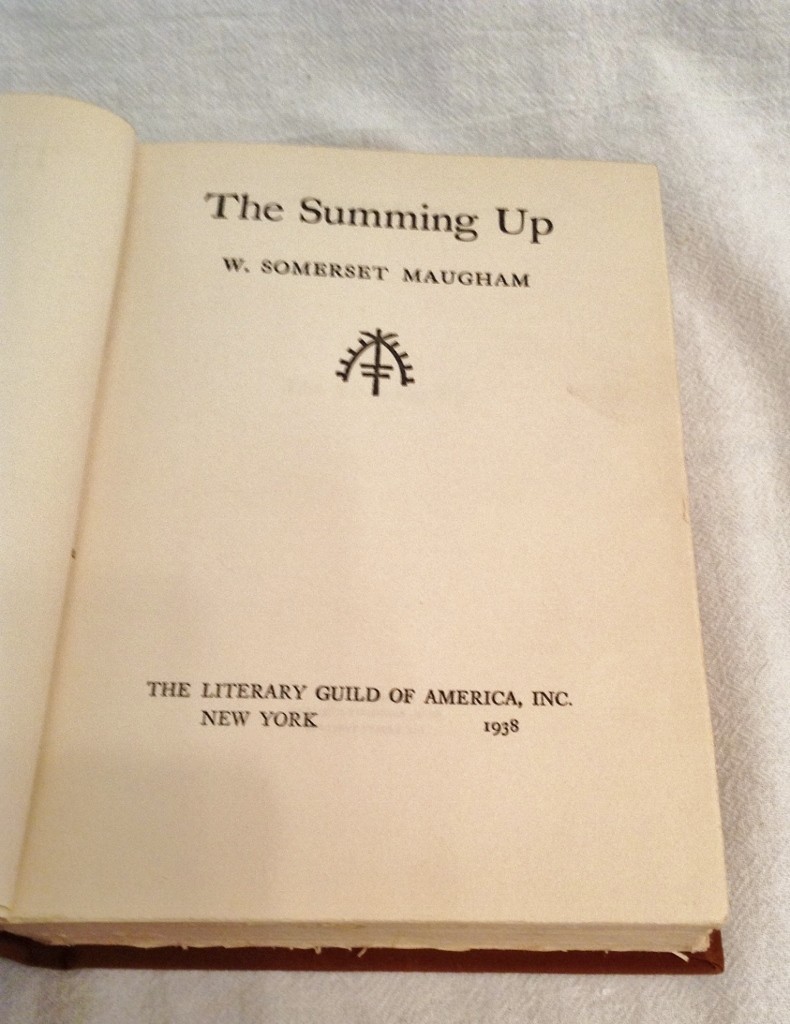 The Summing Up
W. SOMERSET MAUGHAM
THE LITERARY GUILD OF AMERICA, INC.
NEW YORK 1938